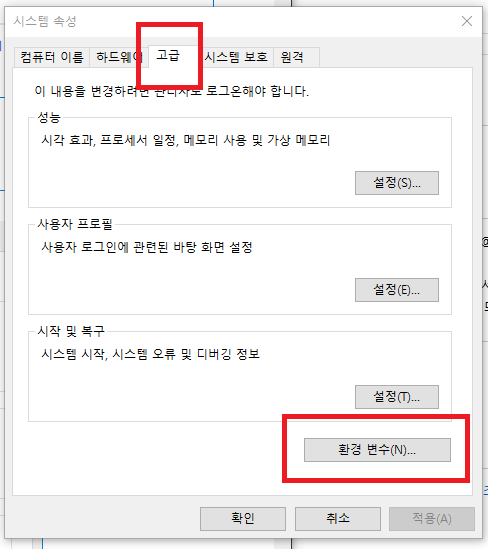 시스템 속성
컴퓨터 이름 하드웨어 고급 시스템 보호 원격
이 내용을 변경하려면 관리자로 로그온해야 합니다.
성능
시각 효과, 프로세서 일정, 메모리 사용 및 가상 메모리
설정(S)...
사용자 프로필
사용자 로그인에 관련된 바탕 화면 설정
설정(E)...
시작 및 복구
시스템 시작, 시스템 오류 및 디버깅 정보
설정(T)...
환경 변수(N)...
확인 취소 적용(A)